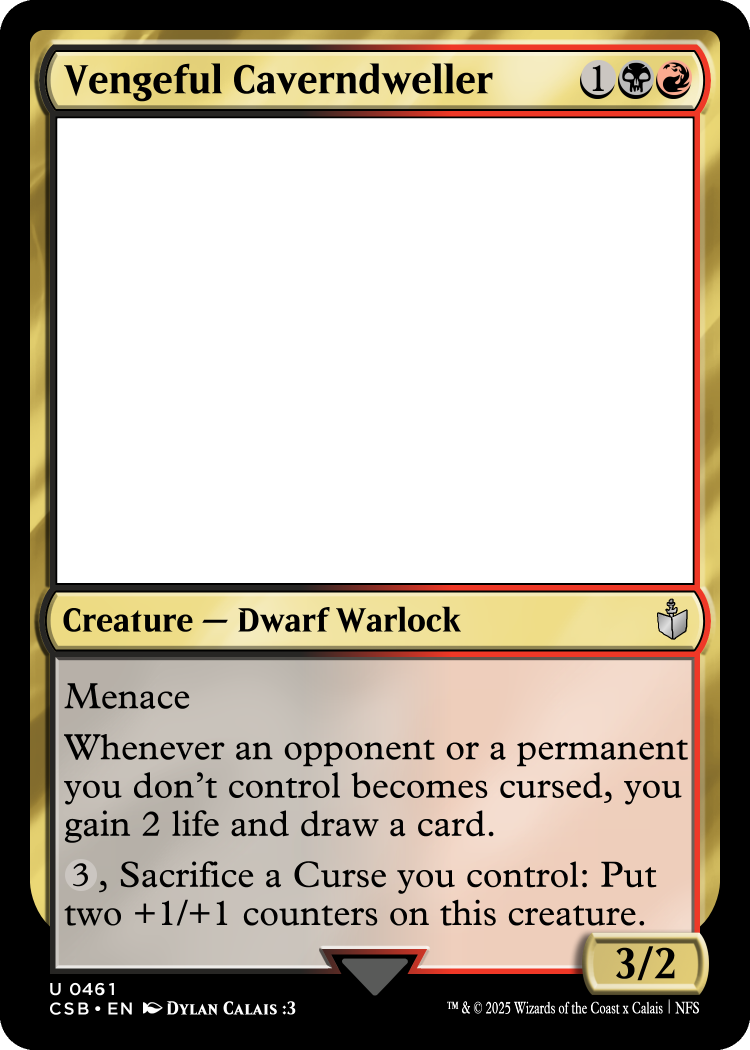 Vengeful Caverndweller 1
Creature — Dwarf Warlock
Menace
Whenever an opponent or a permanent
you don't control becomes cursed, you
gain 2 life and draw a card.
3, Sacrifice a Curse you control: Put
two +1/+1 counters on this creature.
3/2
U 0461
CSB • EN Dylan Calais :3
™ & © 2025 Wizards of the Coast x Calais | NFS